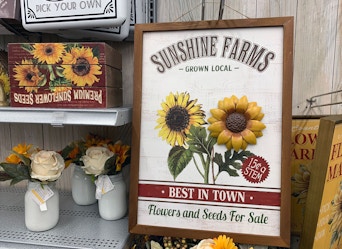 PICK YOUR OWN
PREMIUM
SUNFLOWER SEEDS
SUNSHINE FARMS
- GROWN LOCAL -
15¢ a
STEM
BEST IN TOWN
Flowers and Seeds For Sale